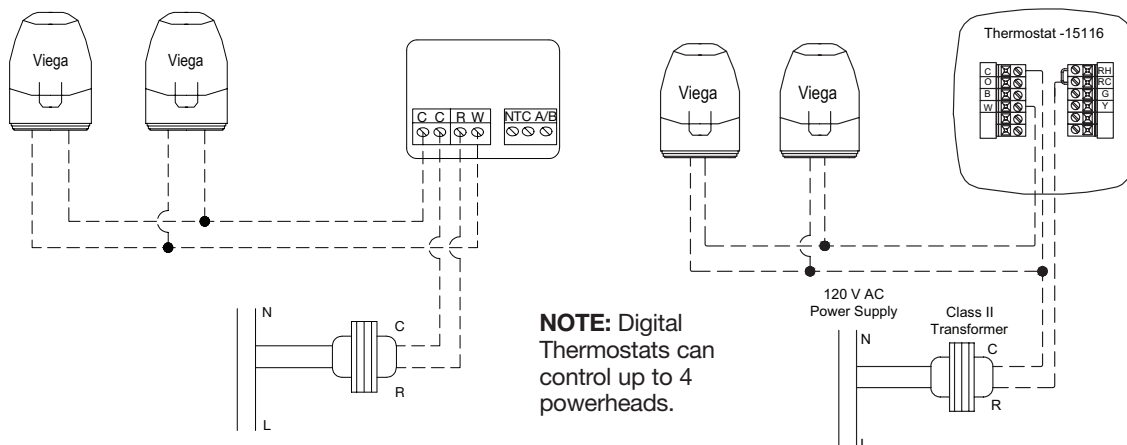 Viega
Viega
C C R W
NTC A/B
N
C
R
L
NOTE: Digital
Thermostats can
control up to 4
powerheads.
Thermostat -15116
C
O
B
W
RH
RC
G
Y
Viega
Viega
120 V AC
Power Supply
Class II
Transformer
N
C
R
L